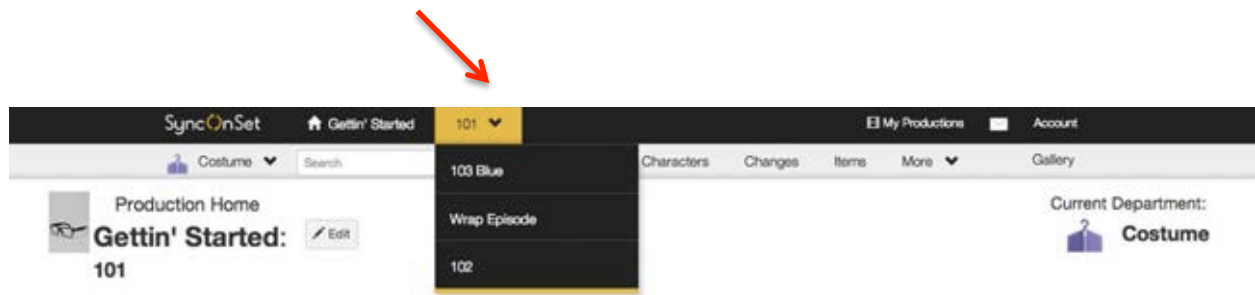 SyncOnSet Gettin' Started 101 My Productions Account
Costume Search Characters Changes Items More Gallery
103 Blue
Wrap Episode
102
Production Home
Gettin' Started: Edit
101
Current Department:
Costume